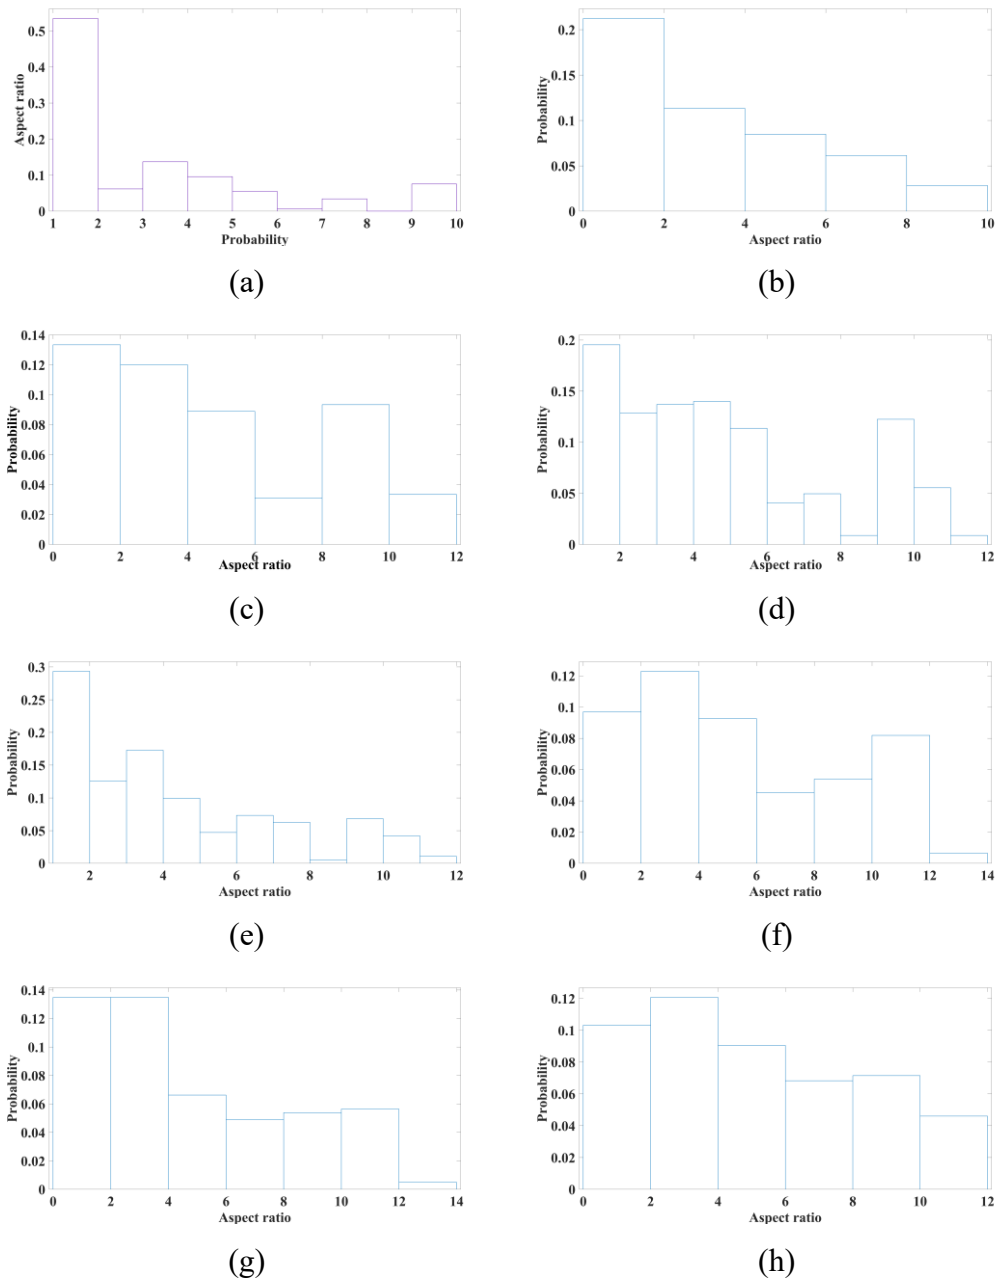 0.5
0.4
0.3
0.2
0.1
0
Aspect ratio
1 2 3 4 5 6 7 8 9 10
Probability
(a)
0.2
0.15
0.1
0.05
0
Probability
0 2 4 6 8 10
Aspect ratio
(b)
0.14
0.12
0.1
0.08
0.06
0.04
0.02
0
Probability
0 2 4 6 8 10 12
Aspect ratio
(c)
0.2
0.15
0.1
0.05
0
Probability
2 4 6 8 10 12
Aspect ratio
(d)
0.3
0.25
0.2
0.15
0.1
0.05
0
Probability
2 4 6 8 10 12
Aspect ratio
(e)
0.12
0.1
0.08
0.06
0.04
0.02
0
Probability
0 2 4 6 8 10 12 14
Aspect ratio
(f)
0.14
0.12
0.1
0.08
0.06
0.04
0.02
0
Probability
0 2 4 6 8 10 12 14
Aspect ratio
(g)
0.12
0.1
0.08
0.06
0.04
0.02
0
Probability
0 2 4 6 8 10 12
Aspect ratio
(h)